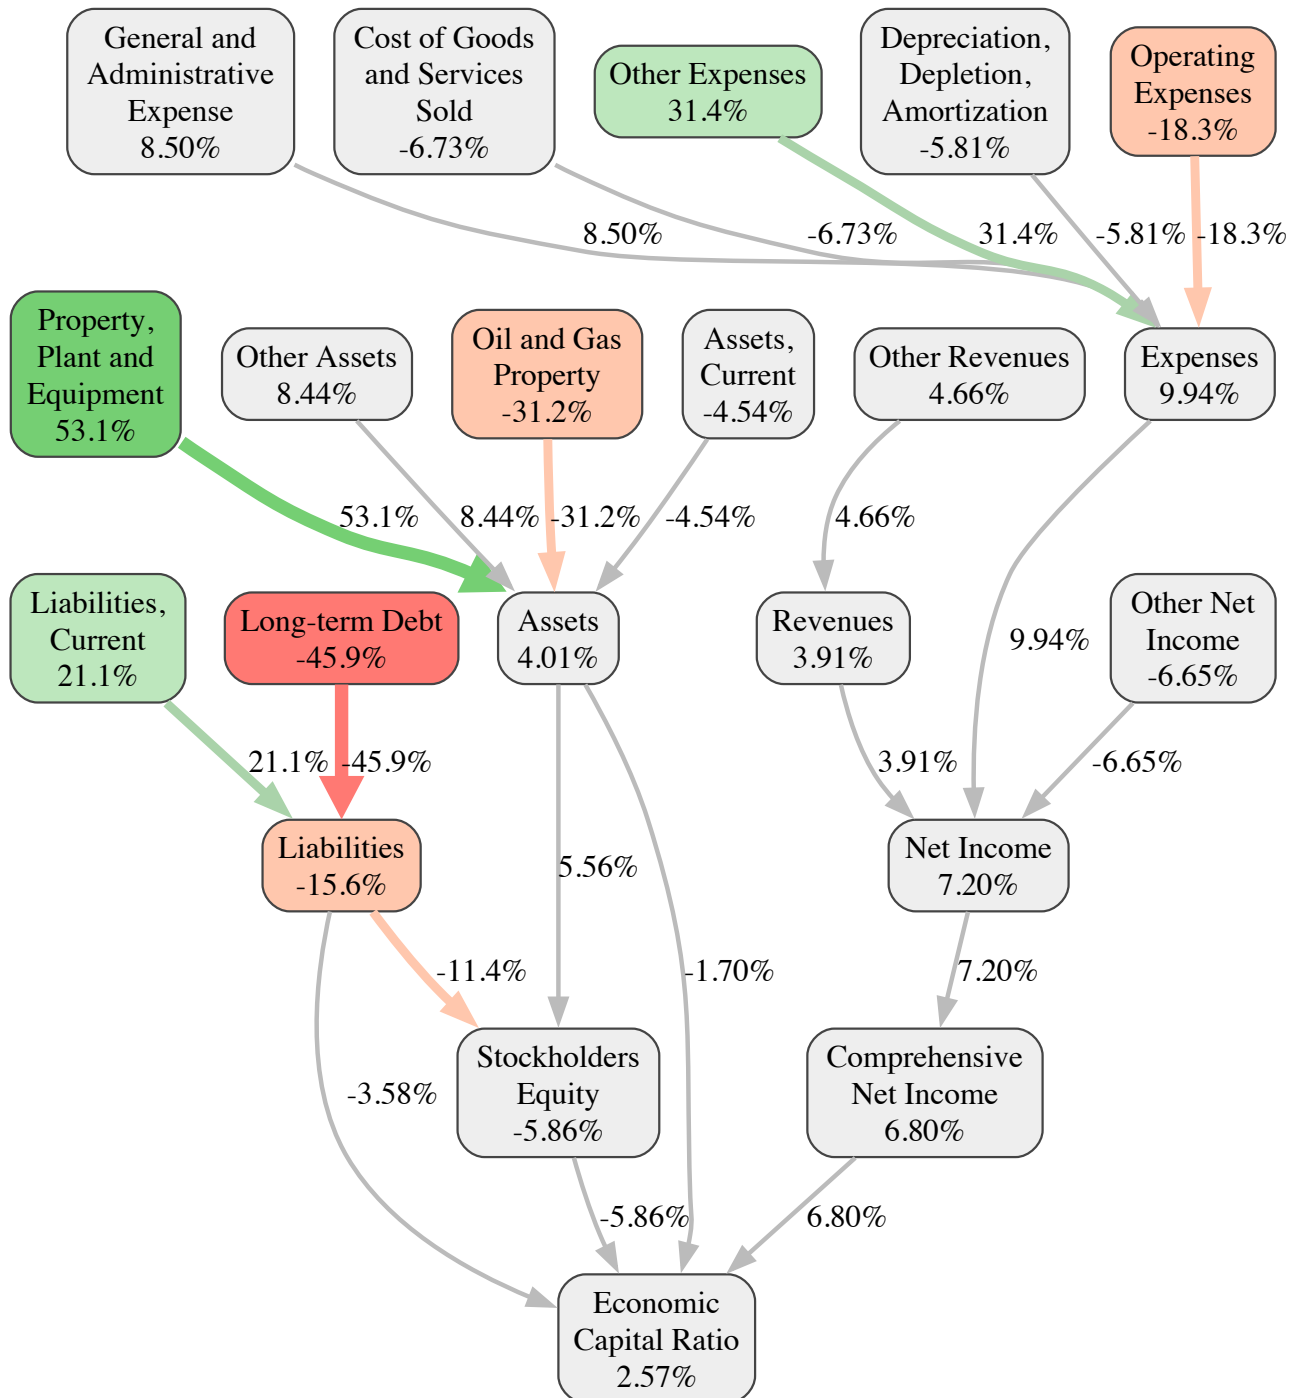 General and
Administrative
Expense
8.50%
Cost of Goods
and Services
Sold
-6.73%
Other Expenses
31.4%
Depreciation,
Depletion,
Amortization
-5.81%
Operating
Expenses
-18.3%
8.50%
-6.73%
31.4%
-5.81%
-18.3%
Property,
Plant and
Equipment
53.1%
Other Assets
8.44%
Oil and Gas
Property
-31.2%
Assets,
Current
-4.54%
Other Revenues
4.66%
Expenses
9.94%
53.1%
8.44%
-31.2%
-4.54%
4.66%
Liabilities,
Current
21.1%
Long-term Debt
-45.9%
Assets
4.01%
Revenues
3.91%
9.94%
Other Net
Income
-6.65%
21.1%
-45.9%
3.91%
-6.65%
Liabilities
-15.6%
5.56%
Net Income
7.20%
-11.4%
-1.70%
7.20%
-3.58%
Stockholders
Equity
-5.86%
Comprehensive
Net Income
6.80%
-5.86%
6.80%
Economic
Capital Ratio
2.57%